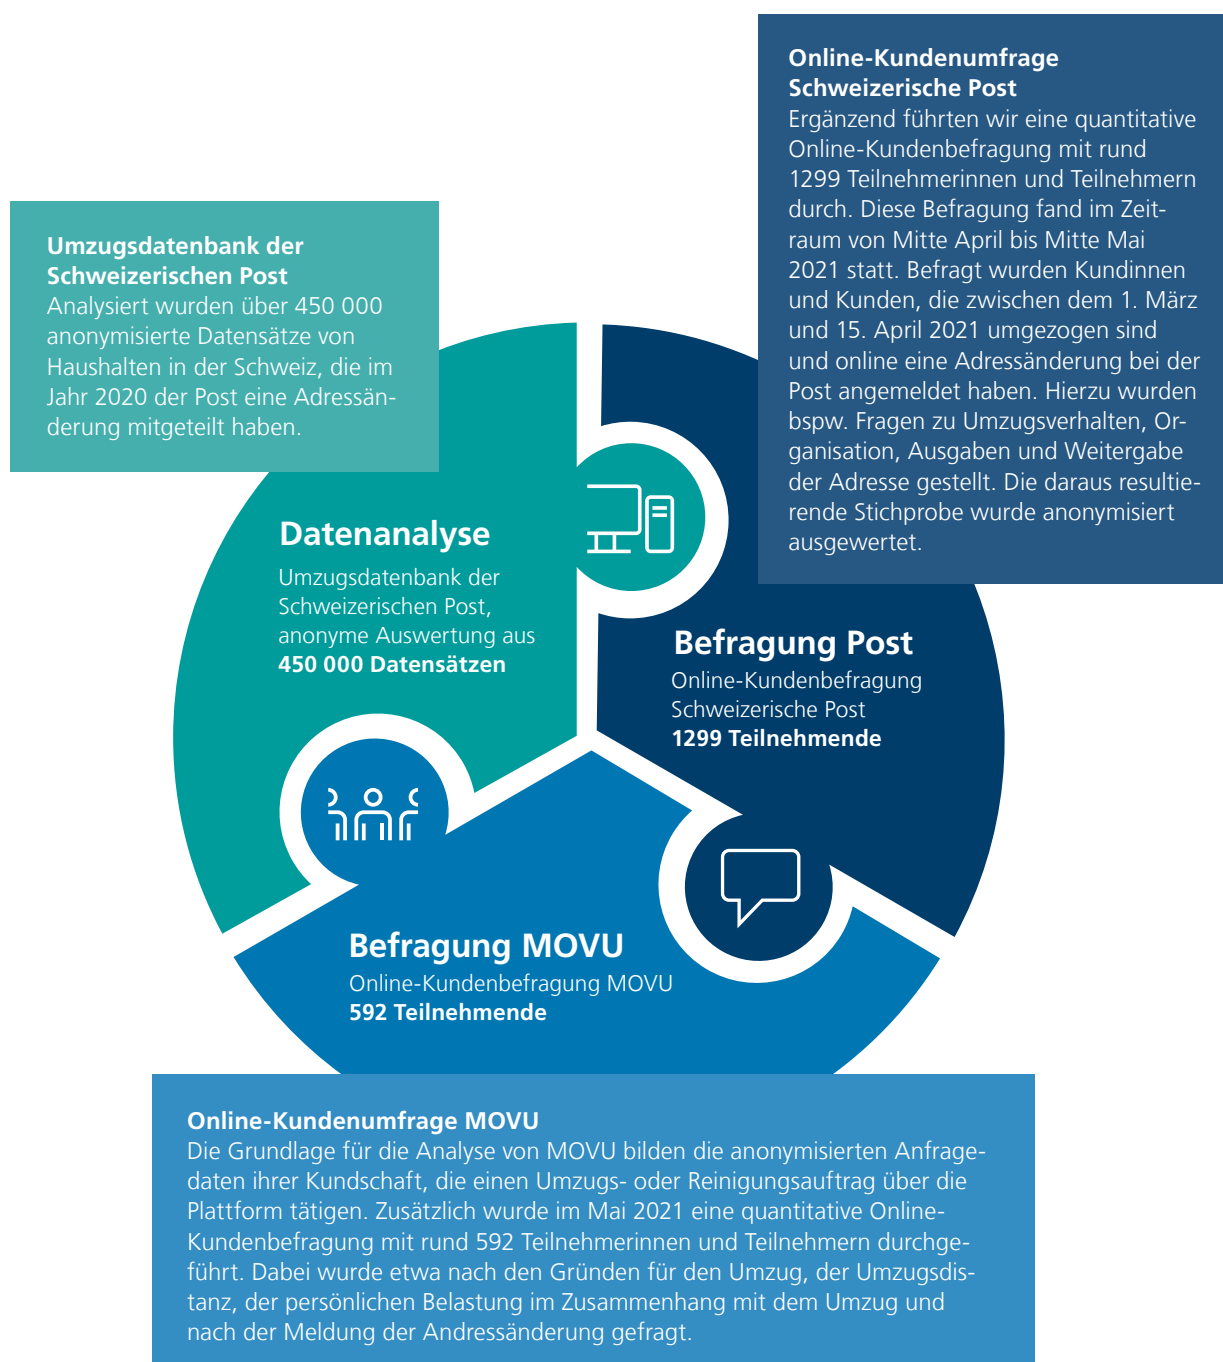 Online-Kundenumfrage
Schweizerische Post
Ergänzend führten wir eine quantitative
Online-Kundenbefragung mit rund
1299 Teilnehmerinnen und Teilnehmern
durch. Diese Befragung fand im Zeit-
raum von Mitte April bis Mitte Mai
2021 statt. Befragt wurden Kundinnen
und Kunden, die zwischen dem 1. März
und 15. April 2021 umgezogen sind
und online eine Adressänderung bei der
Post angemeldet haben. Hierzu wurden
bspw. Fragen zu Umzugsverhalten, Or-
ganisation, Ausgaben und Weitergabe
der Adresse gestellt. Die daraus resultie-
rende Stichprobe wurde anonymisiert
ausgewertet.
Umzugsdatenbank der
Schweizerischen Post
Analysiert wurden über 450 000
anonymisierte Datensätze von
Haushalten in der Schweiz, die im
Jahr 2020 der Post eine Adressän-
derung mitgeteilt haben.
Datenanalyse
Umzugsdatenbank der
Schweizerischen Post,
anonyme Auswertung aus
450 000 Datensätzen
Befragung Post
Online-Kundenbefragung
Schweizerische Post
1299 Teilnehmende
Befragung MOVU
Online-Kundenbefragung MOVU
592 Teilnehmende
Online-Kundenumfrage MOVU
Die Grundlage für die Analyse von MOVU bilden die anonymisierten Anfrage-
daten ihrer Kundschaft, die einen Umzugs- oder Reinigungsauftrag über die
Plattform tätigen. Zusätzlich wurde im Mai 2021 eine quantitative Online-
Kundenbefragung mit rund 592 Teilnehmerinnen und Teilnehmern durchge-
führt. Dabei wurde etwa nach den Gründen für den Umzug, der Umzugsdis-
tanz, der persönlichen Belastung im Zusammenhang mit dem Umzug und
nach der Meldung der Andressänderung gefragt.